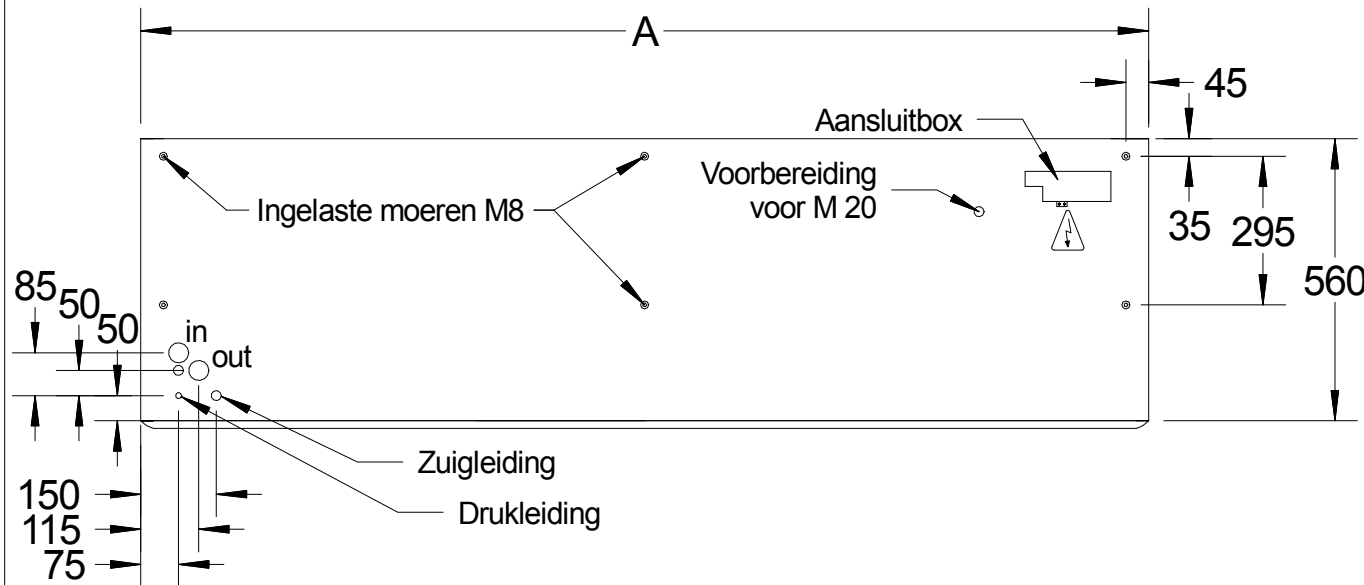 A
45
Aansluitbox
Voorbereiding
voor M 20
Ingelaste moeren M8
35
295
560
85
50
50
in
out
Zuigleiding
Drukleiding
150
115
75